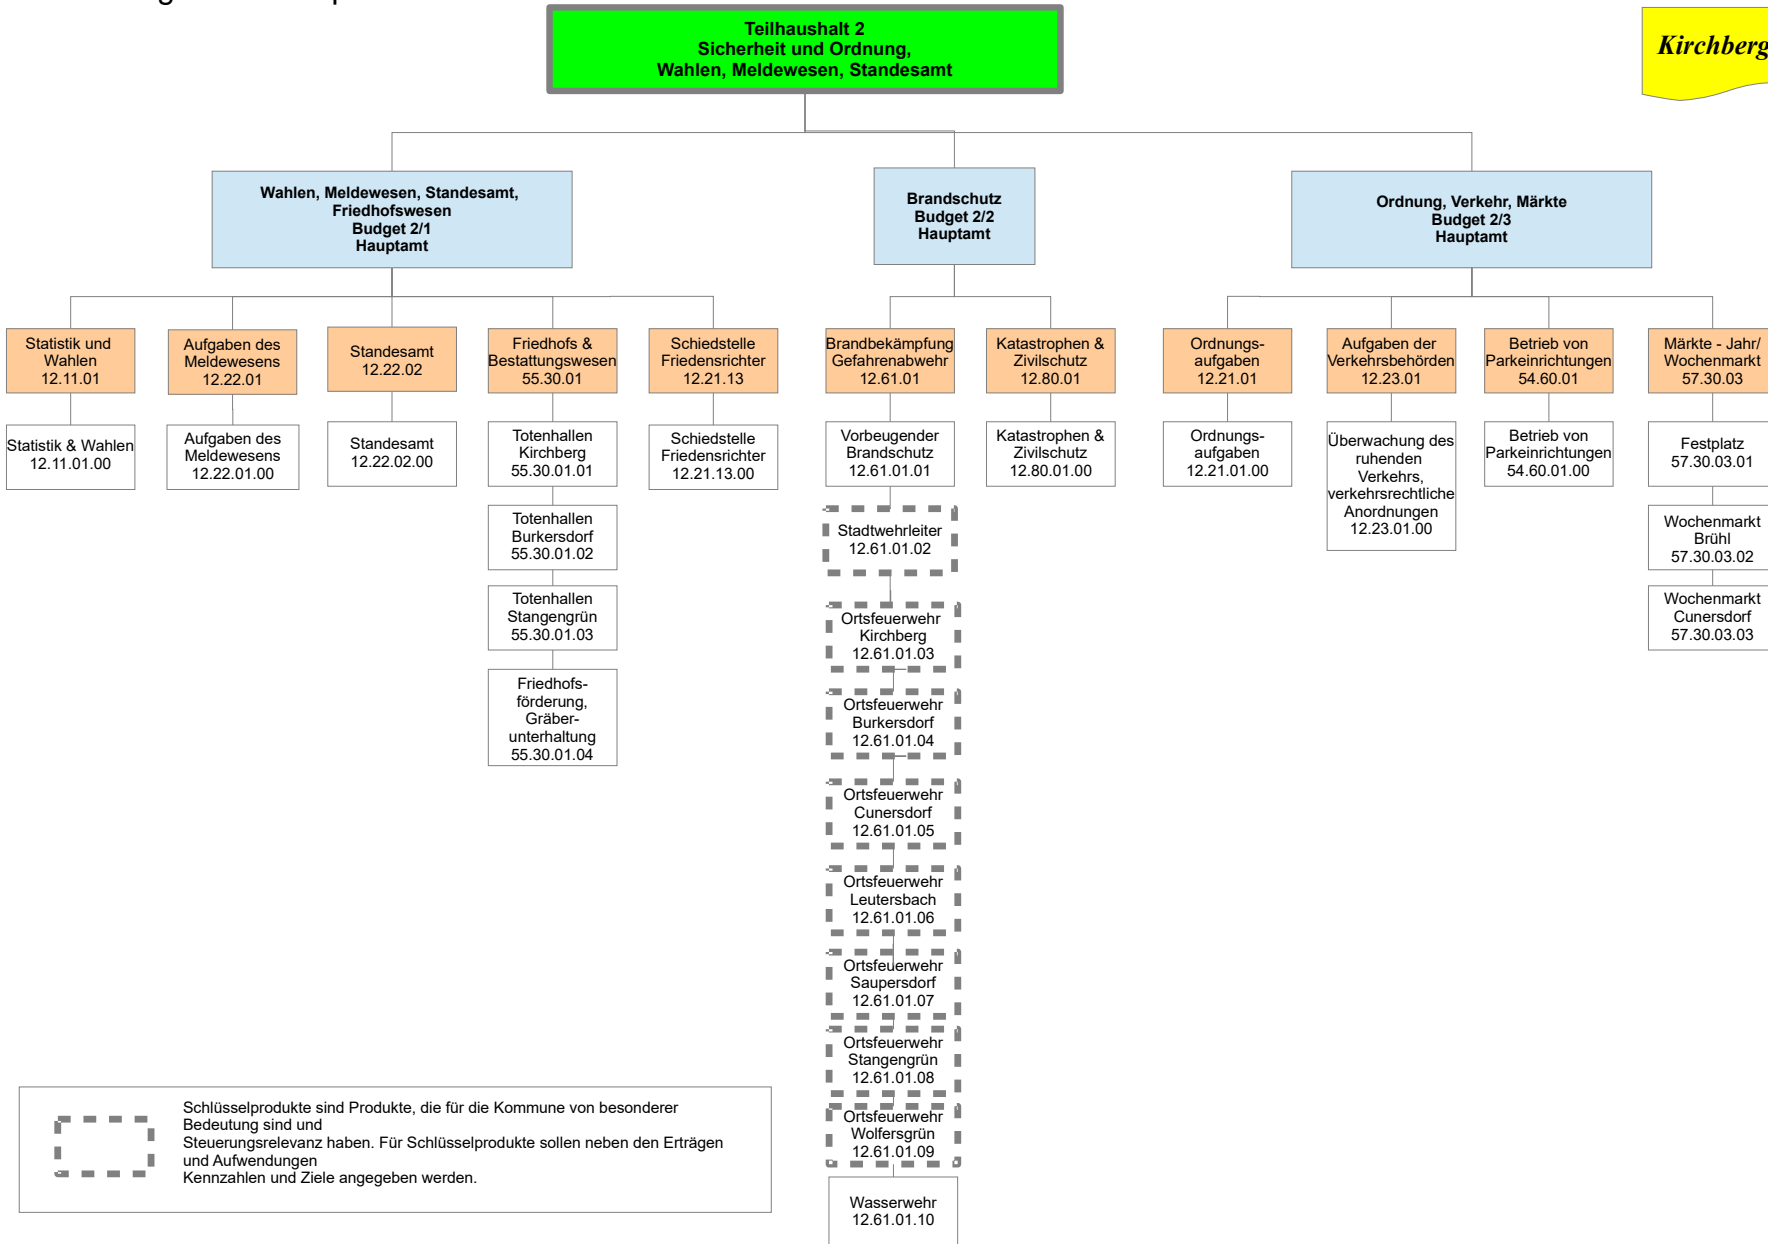 Teilhaushalt 2
Sicherheit und Ordnung,
Wahlen, Meldewesen, Standesamt
Kirchberg
Wahlen, Meldewesen, Standesamt,
Friedhofswesen
Budget 2/1
Hauptamt
Brandschutz
Budget 2/2
Hauptamt
Ordnung, Verkehr, Märkte
Budget 2/3
Hauptamt
Statistik und
Wahlen
12.11.01
Aufgaben des
Meldewesens
12.22.01
Standesamt
12.22.02
Friedhofs &
Bestattungswesen
55.30.01
Schiedstelle
Friedensrichter
12.21.13
Brandbekämpfung
Gefahrenabwehr
12.61.01
Katastrophen &
Zivilschutz
12.80.01
Ordnungs-
aufgaben
12.21.01
Aufgaben der
Verkehrsbehörden
12.23.01
Betrieb von
Parkeinrichtungen
54.60.01
Märkte - Jahr/
Wochenmarkt
57.30.03
Statistik & Wahlen
12.11.01.00
Aufgaben des
Meldewesens
12.22.01.00
Standesamt
12.22.02.00
Totenhallen
Kirchberg
55.30.01.01
Schiedstelle
Friedensrichter
12.21.13.00
Vorbeugender
Brandschutz
12.61.01.01
Katastrophen &
Zivilschutz
12.80.01.00
Ordnungs-
aufgaben
12.21.01.00
Überwachung des
ruhenden
Verkehrs,
verkehrsrechtliche
Anordnungen
12.23.01.00
Betrieb von
Parkeinrichtungen
54.60.01.00
Festplatz
57.30.03.01
Totenhallen
Burkersdorf
55.30.01.02
Stadtwehrleiter
12.61.01.02
Wochenmarkt
Brühl
57.30.03.02
Totenhallen
Stangengrün
55.30.01.03
Ortsfeuerwehr
Kirchberg
12.61.01.03
Wochenmarkt
Cunersdorf
57.30.03.03
Friedhofs-
förderung,
Gräber-
unterhaltung
55.30.01.04
Ortsfeuerwehr
Burkersdorf
12.61.01.04
Ortsfeuerwehr
Cunersdorf
12.61.01.05
Ortsfeuerwehr
Leutersbach
12.61.01.06
Ortsfeuerwehr
Saupersdorf
12.61.01.07
Ortsfeuerwehr
Stangengrün
12.61.01.08
Ortsfeuerwehr
Wolfersgrün
12.61.01.09
Wasserwehr
12.61.01.10
Schlüsselprodukte sind Produkte, die für die Kommune von besonderer
Bedeutung sind und
Steuerungsrelevanz haben. Für Schlüsselprodukte sollen neben den Erträgen
und Aufwendungen
Kennzahlen und Ziele angegeben werden.